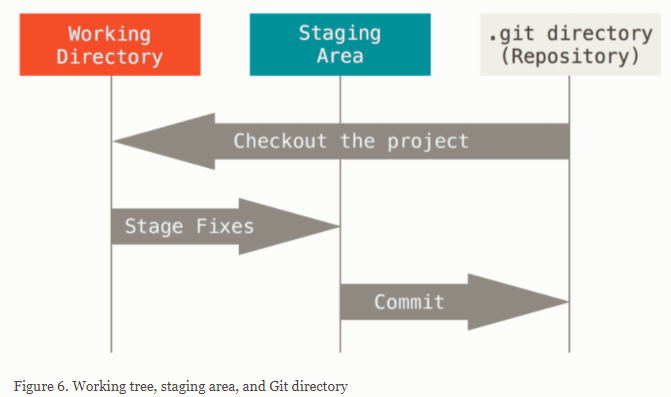 Working
Directory
Staging
Area
.git directory
(Repository)
Checkout the project
Stage Fixes
Commit
Figure 6. Working tree, staging area, and Git directory